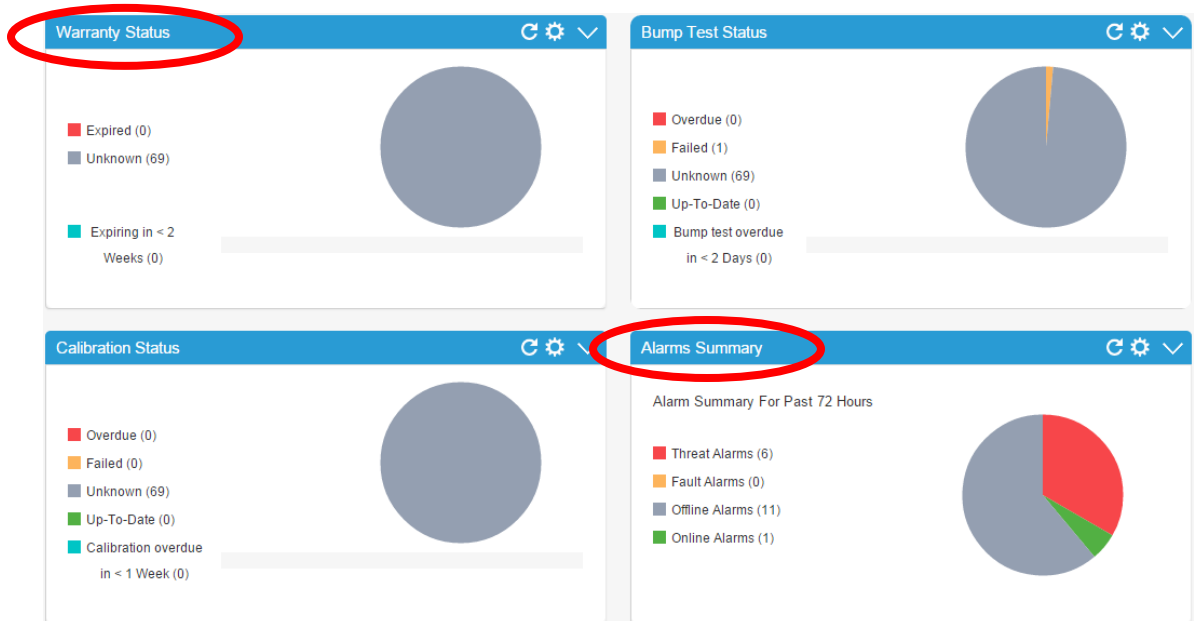 Warranty Status
Expired (0)
Unknown (69)
Expiring in < 2
Weeks (0)
Bump Test Status
Overdue (0)
Failed (1)
Unknown (69)
Up-To-Date (0)
Bump test overdue
in < 2 Days (0)
Calibration Status
Overdue (0)
Failed (0)
Unknown (69)
Up-To-Date (0)
Calibration overdue
in < 1 Week (0)
Alarms Summary
Alarm Summary For Past 72 Hours
Threat Alarms (6)
Fault Alarms (0)
Offline Alarms (11)
Online Alarms (1)